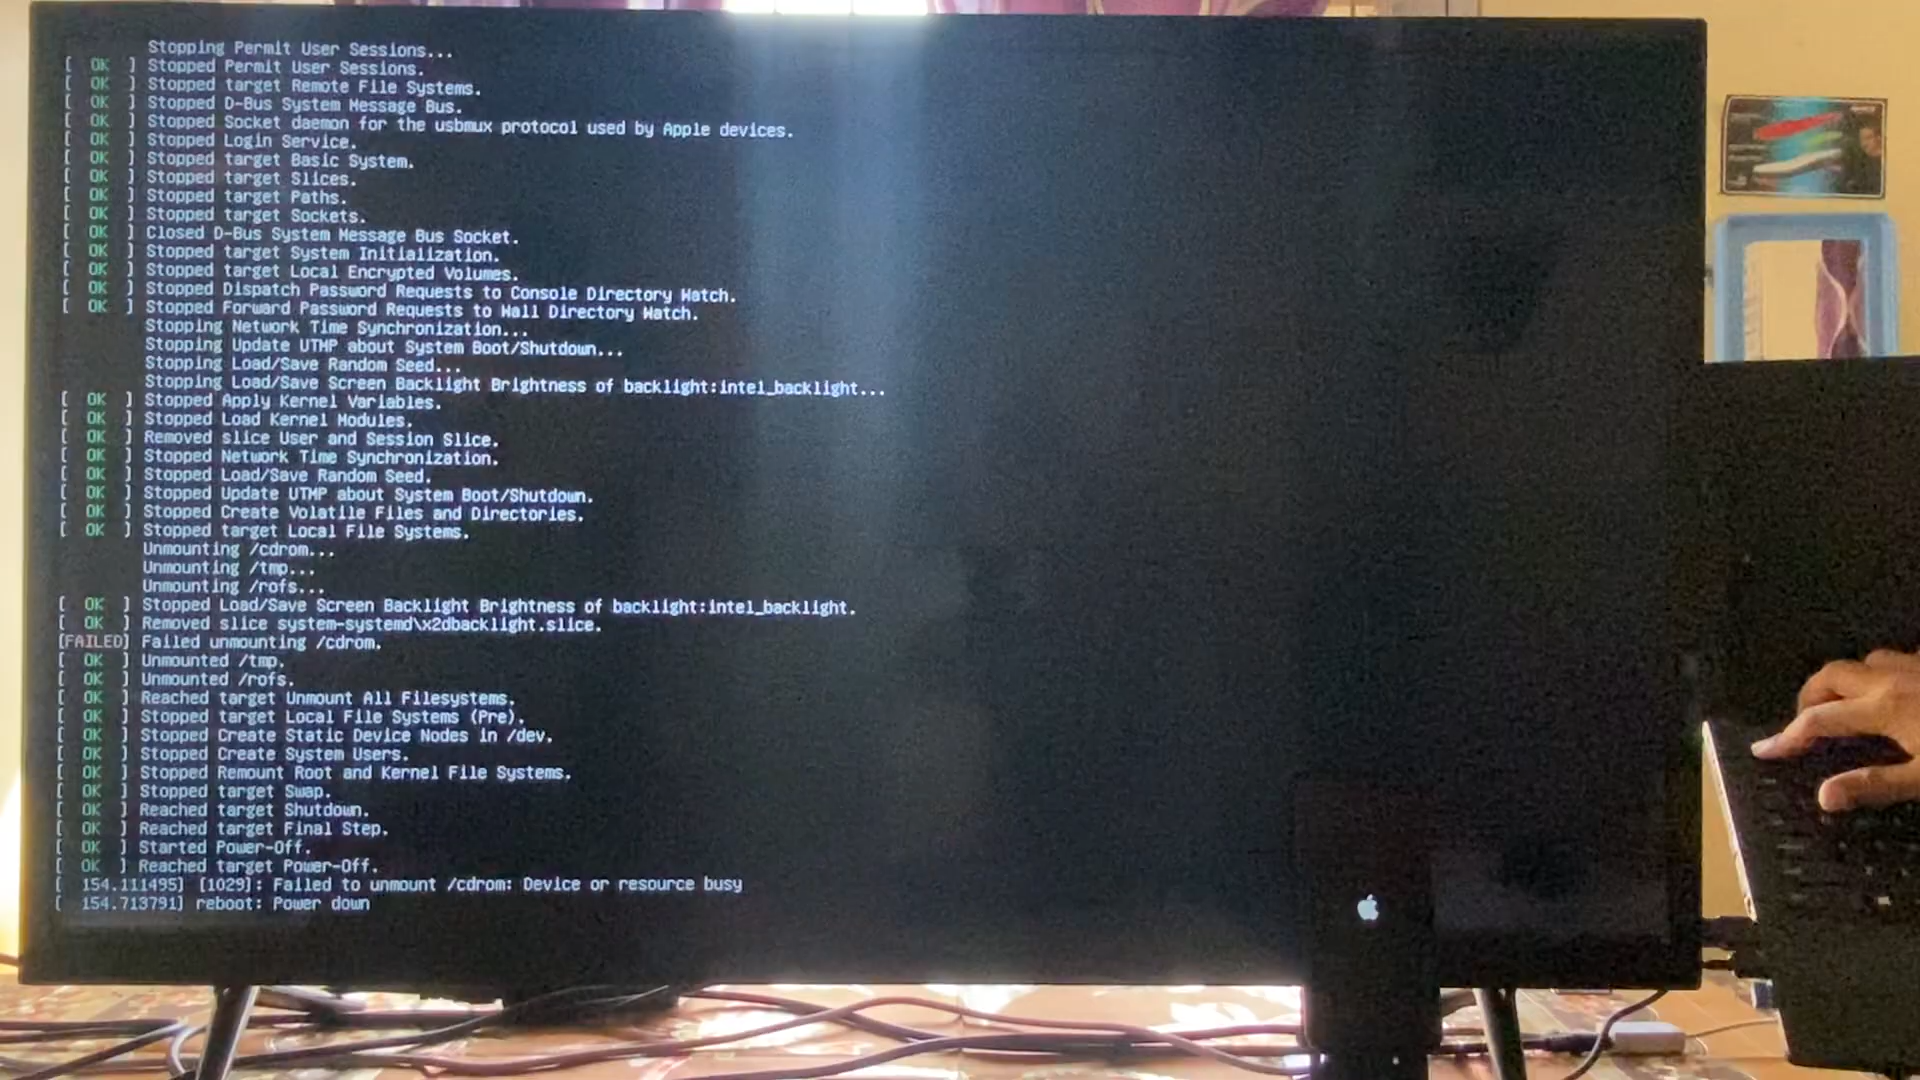 Stopping Permit User Sessions...
[ OK ] Stopped Permit User Sessions.
[ OK ] Stopped target Remote File Systems.
[ OK ] Stopped D-Bus System Message Bus.
[ OK ] Stopped Socket daemon for the usbmux protocol used by Apple devices.
[ OK ] Stopped Login Service.
[ OK ] Stopped target Basic System.
[ OK ] Stopped target Slices.
[ OK ] Stopped target Paths.
[ OK ] Stopped target Sockets.
[ OK ] Closed D-Bus System Message Bus Socket.
[ OK ] Stopped target System Initialization.
[ OK ] Stopped target Local Encrypted Volumes.
[ OK ] Stopped Dispatch Password Requests to Console Directory Watch.
[ OK ] Stopped Forward Password Requests to Wall Directory Watch.
Stopping Network Time Synchronization...
Stopping Update UTMP about System Boot/Shutdown...
Stopping Load/Save Random Seed...
Stopping Load/Save Screen Backlight Brightness of backlight:intel_backlight...
[ OK ] Stopped Apply Kernel Variables.
[ OK ] Stopped Load Kernel Modules.
[ OK ] Removed slice User and Session Slice.
[ OK ] Stopped Network Time Synchronization.
[ OK ] Stopped Load/Save Random Seed.
[ OK ] Stopped Update UTMP about System Boot/Shutdown.
[ OK ] Stopped Create Volatile Files and Directories.
[ OK ] Stopped target Local File Systems.
Unmounting /cdrom...
Unmounting /tmp...
Unmounting /rofs...
[ OK ] Stopped Load/Save Screen Backlight Brightness of backlight:intel_backlight.
[ OK ] Removed slice system-systemd\x2dbacklight.slice.
[FAILED] Failed unmounting /cdrom.
[ OK ] Unmounted /tmp.
[ OK ] Unmounted /rofs.
[ OK ] Reached target Unmount All Filesystems.
[ OK ] Stopped target Local File Systems (Pre).
[ OK ] Stopped Create Static Device Nodes in /dev.
[ OK ] Stopped Create System Users.
[ OK ] Stopped Remount Root and Kernel File Systems.
[ OK ] Stopped target Swap.
[ OK ] Reached target Shutdown.
[ OK ] Reached target Final Step.
[ OK ] Started Power-Off.
[ OK ] Reached target Power-Off.
[ 154.111495] [1029]: Failed to unmount /cdrom: Device or resource busy
[ 154.713791] reboot: Power down